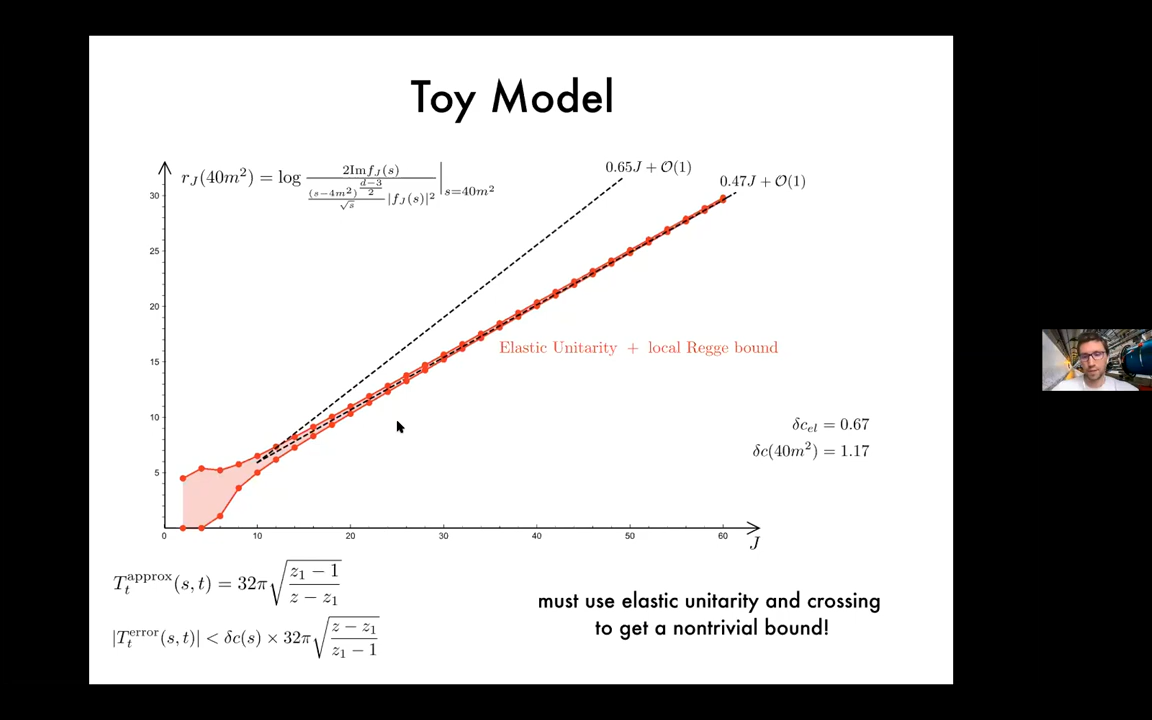 Toy Model
r_J(40m^2) = log \frac{2Im f_J(s)}{\frac{(s-4m^2)^{\frac{d-3}{2}}}{\sqrt{s}} |f_J(s)|^2} |_{s=40m^2}
0.65J + O(1)
0.47J + O(1)
30
25
20
15
10
5
0 10 20 30 40 50 60
J
Elastic Unitarity + local Regge bound
δc_{el} = 0.67
δc(40m^2) = 1.17
T_t^{approx}(s, t) = 32π \sqrt{\frac{z_1 - 1}{z - z_1}}
|T_t^{error}(s, t)| < δc(s) × 32π \sqrt{\frac{z - z_1}{z_1 - 1}}
must use elastic unitarity and crossing
to get a nontrivial bound!